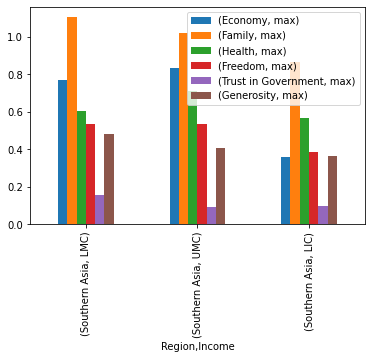 (Economy, max)
(Family, max)
(Health, max)
(Freedom, max)
(Trust in Government, max)
(Generosity, max)
1.0
0.8
0.6
0.4
0.2
0.0
(Southern Asia, LMC)
(Southern Asia, UMC)
(Southern Asia, LIC)
Region,Income